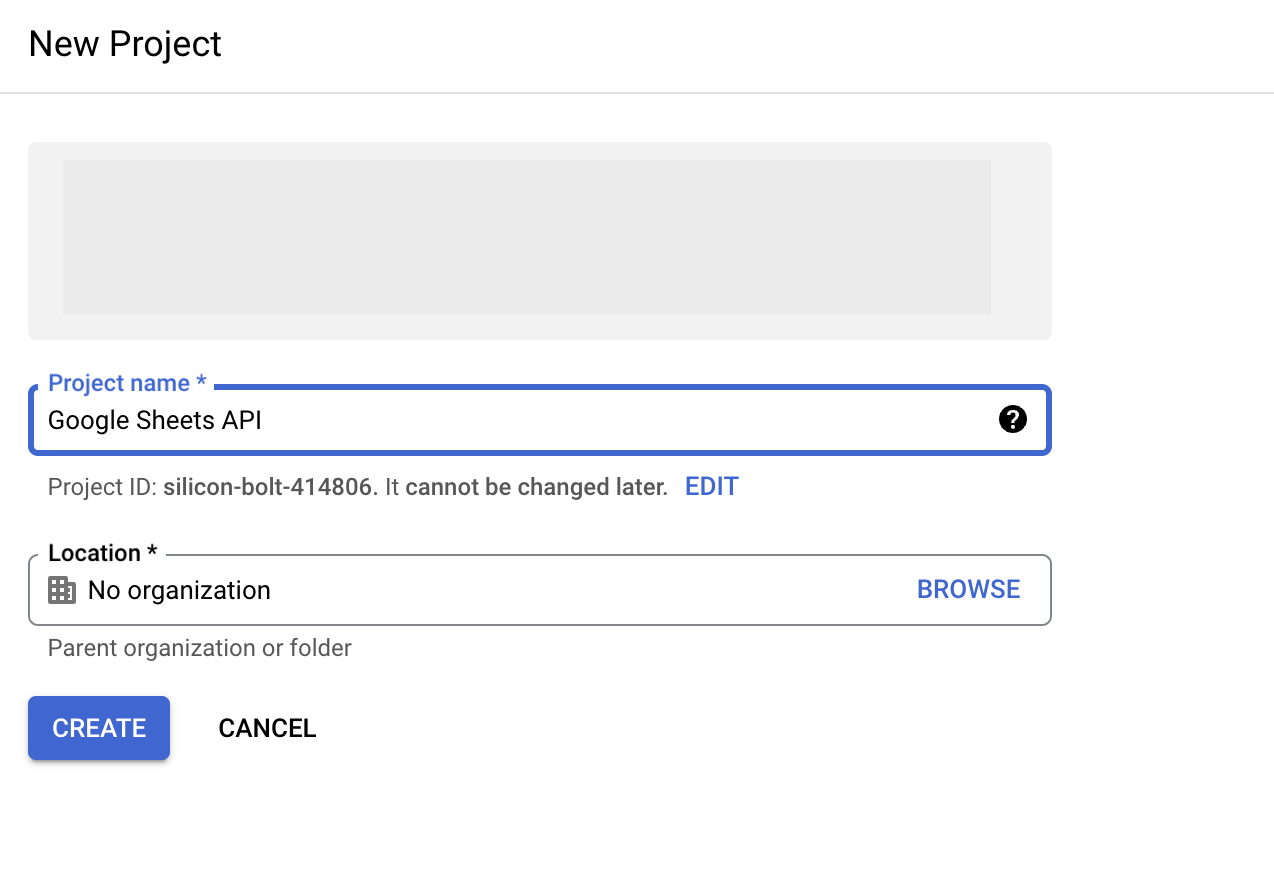 New Project
Project name *
Google Sheets API
?
Project ID: silicon-bolt-414806. It cannot be changed later. EDIT
Location *
No organization BROWSE
Parent organization or folder
CREATE CANCEL